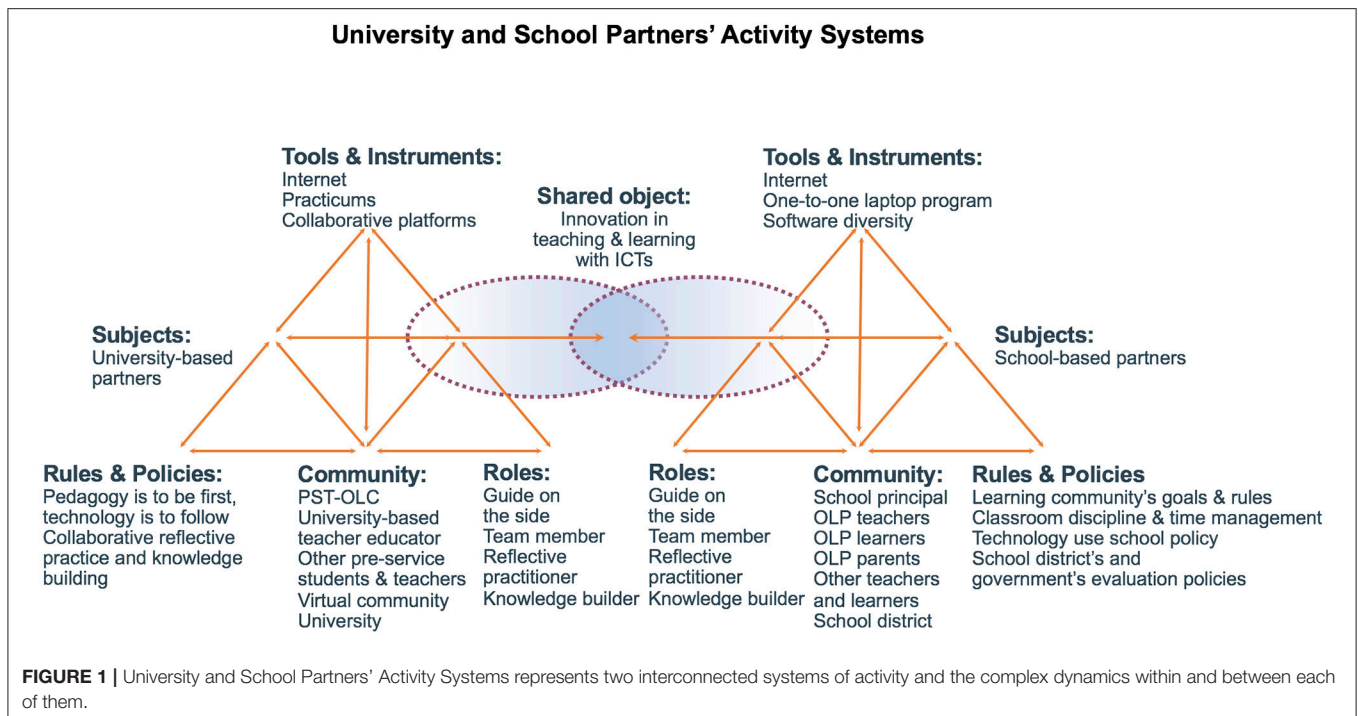 University and School Partners' Activity Systems
Tools & Instruments:
Internet
Practicums
Collaborative platforms
Shared object:
Innovation in
teaching & learning
with ICTs
Tools & Instruments:
Internet
One-to-one laptop program
Software diversity
Subjects:
University-based
partners
Subjects:
School-based partners
Rules & Policies:
Pedagogy is to be first,
technology is to follow
Collaborative reflective
practice and knowledge
building
Community:
PST-OLC
University-based
teacher educator
Other pre-service
students & teachers
Virtual community
University
Roles:
Guide on
the side
Team member
Reflective
practitioner
Knowledge builder
Roles:
Guide on
the side
Team member
Reflective
practitioner
Knowledge builder
Community:
School principal
OLP teachers
OLP learners
OLP parents
Other teachers
and learners
School district
Rules & Policies
Learning community's goals & rules
Classroom discipline & time management
Technology use school policy
School district's and
government's evaluation policies
FIGURE 1 | University and School Partners' Activity Systems represents two interconnected systems of activity and the complex dynamics within and between each
of them.